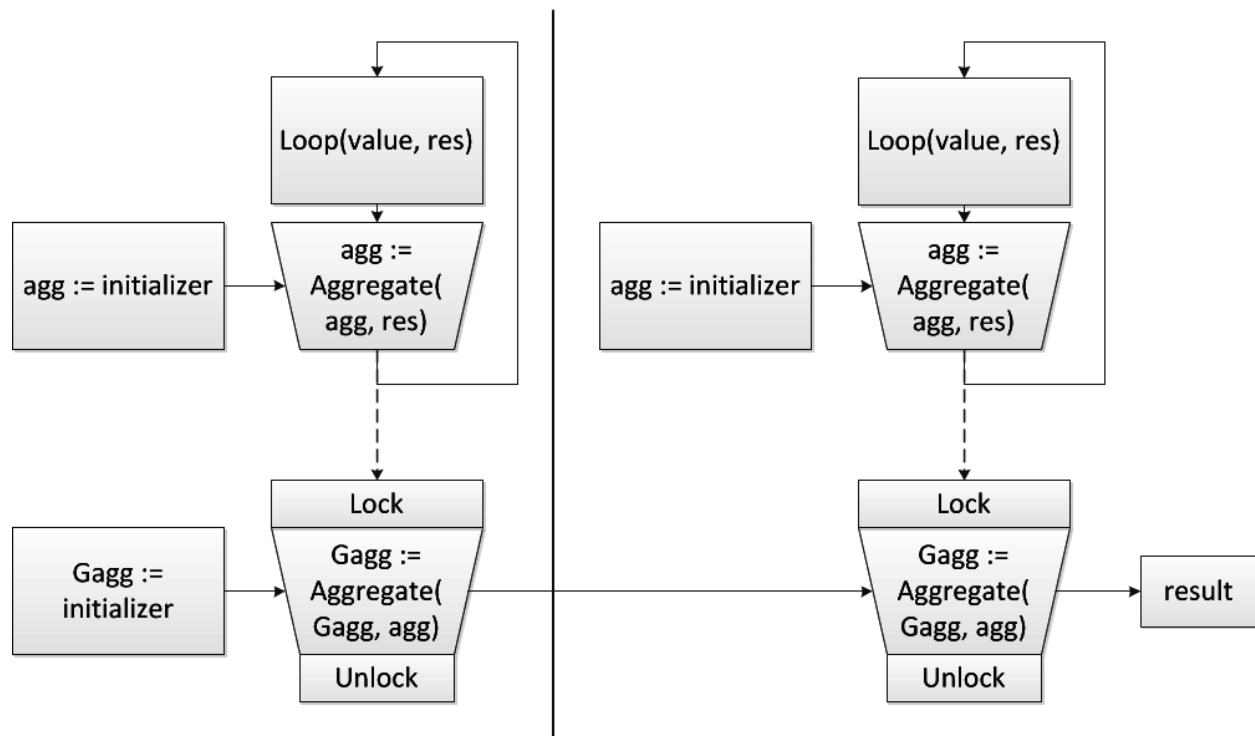 Loop(value, res)
agg := initializer
agg :=
Aggregate(
agg, res)
Lock
Gagg :=
initializer
Gagg :=
Aggregate(
Gagg, agg)
Unlock
Loop(value, res)
agg := initializer
agg :=
Aggregate(
agg, res)
Lock
Gagg :=
Aggregate(
Gagg, agg)
Unlock
result